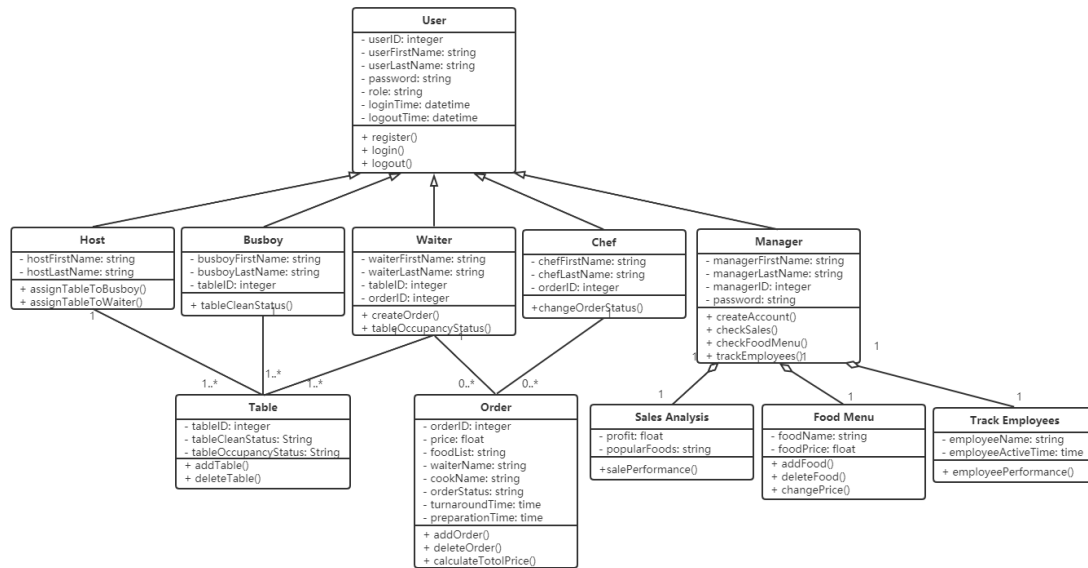 User
- userID: integer
- userFirstName: string
- userLastName: string
- password: string
- role: string
- loginTime: datetime
- logoutTime: datetime
+ register()
+ login()
+ logout()
Host
- hostFirstName: string
- hostLastName: string
+ assignTableToBusboy()
+ assignTableToWaiter()
Busboy
- busboyFirstName: string
- busboyLastName: string
- tableID: integer
+ tableCleanStatus()
Waiter
- waiterFirstName: string
- waiterLastName: string
- tableID: integer
- orderID: integer
+ createOrder()
+ tableOccupancyStatus()
Chef
- chefFirstName: string
- chefLastName: string
- orderID: integer
+changeOrderStatus()
Manager
- managerFirstName: string
- managerLastName: string
- managerID: integer
- password: string
+ createAccount()
+ checkSales()
+ checkFoodMenu()
+ trackEmployees()
1
1
1
1
1
1
1
1
1..*
1..*
1..*
0..*
0..*
1
1
1
Table
- tableID: integer
- tableCleanStatus: String
- tableOccupancyStatus: String
+ addTable()
+ deleteTable()
Order
- orderID: integer
- price: float
- foodList: string
- waiterName: string
- cookName: string
- orderStatus: string
- turnaroundTime: time
- preparationTime: time
+ addOrder()
+ deleteOrder()
+ calculateTotolPrice()
Sales Analysis
- profit: float
- popularFoods: string
+salePerformance()
Food Menu
- foodName: string
- foodPrice: float
+ addFood()
+ deleteFood()
+ changePrice()
Track Employees
- employeeName: string
- employeeActiveTime: time
+ employeePerformance()